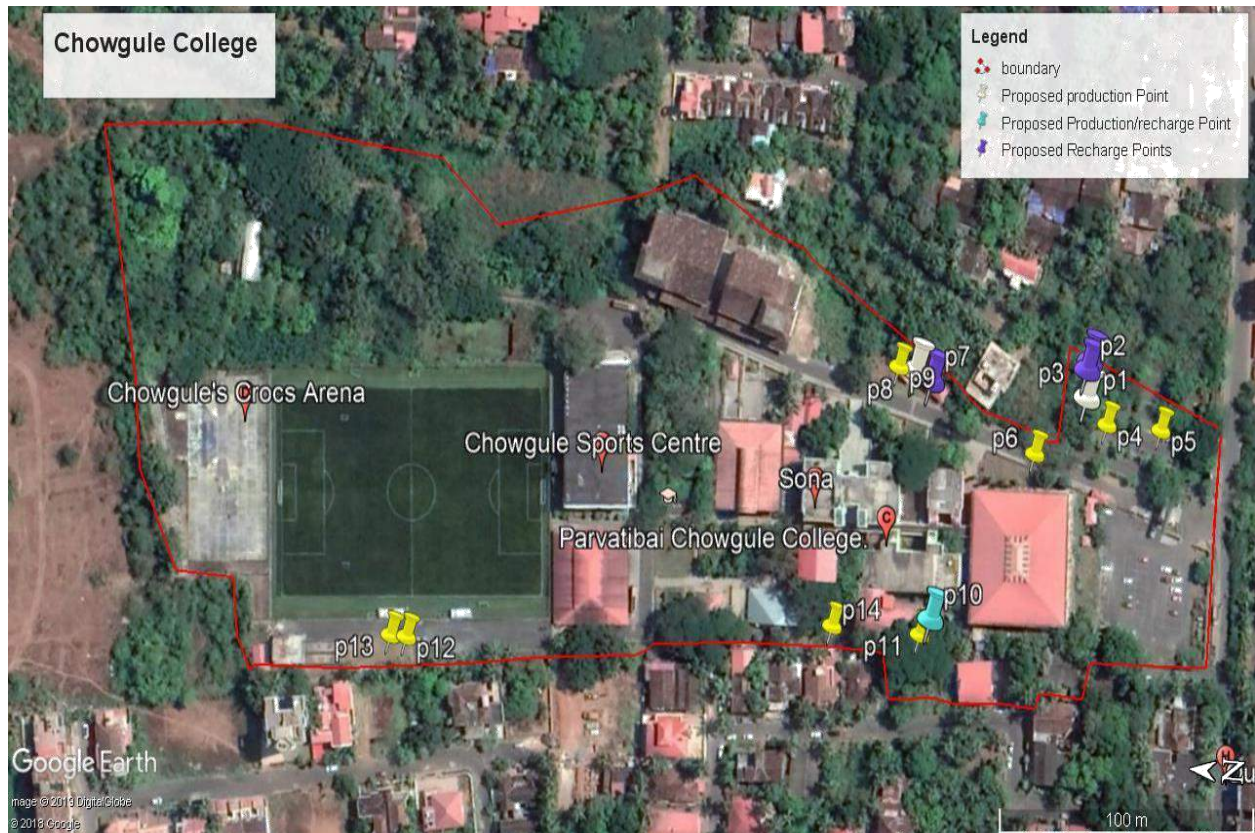 Chowgule College
Legend
boundary
Proposed production Point
Proposed Production/recharge Point
Proposed Recharge Points
p7
p2
p3
p1
p8
p9
p4
p5
p6
Chowgule's Crocs Arena
Chowgule Sports Centre
Sona
Parvatibai Chowgule College.
p10
p14
p11
p13
p12
Google Earth
Image © 2019 DigitalGlobe
© 2018 Google
N
100 m